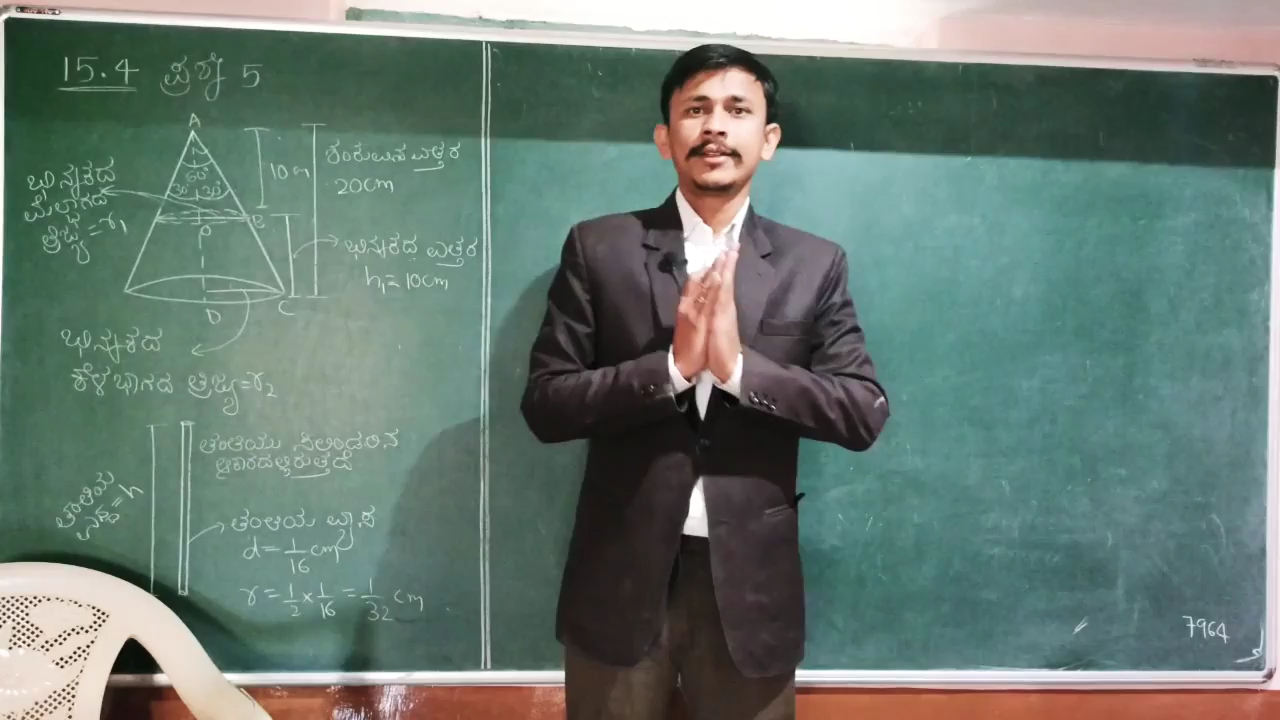 15.4 ಪ್ರಶ್ನೆ 5
A
60°
30° 30°
10cm
ಶಂಕುವಿನ ಎತ್ತರ
20cm
ಭಿನ್ನಕದ
ಮೇಲ್ಭಾಗದ
ತ್ರಿಜ್ಯ = r₁
P
E
ಭಿನ್ನಕದ ಎತ್ತರ
h₁ = 10cm
D
C
ಭಿನ್ನಕದ
ಕೆಳಭಾಗದ ತ್ರಿಜ್ಯ = r₂
ತಂತಿಯು ಸಿಲಿಂಡರಿನ
ಆಕಾರದಲ್ಲಿರುತ್ತದೆ
ತಂತಿಯ
ಉದ್ದ = h
ತಂತಿಯ ವ್ಯಾಸ
d = 1/16 cm
r = 1/2 × 1/16 = 1/32 cm
7964